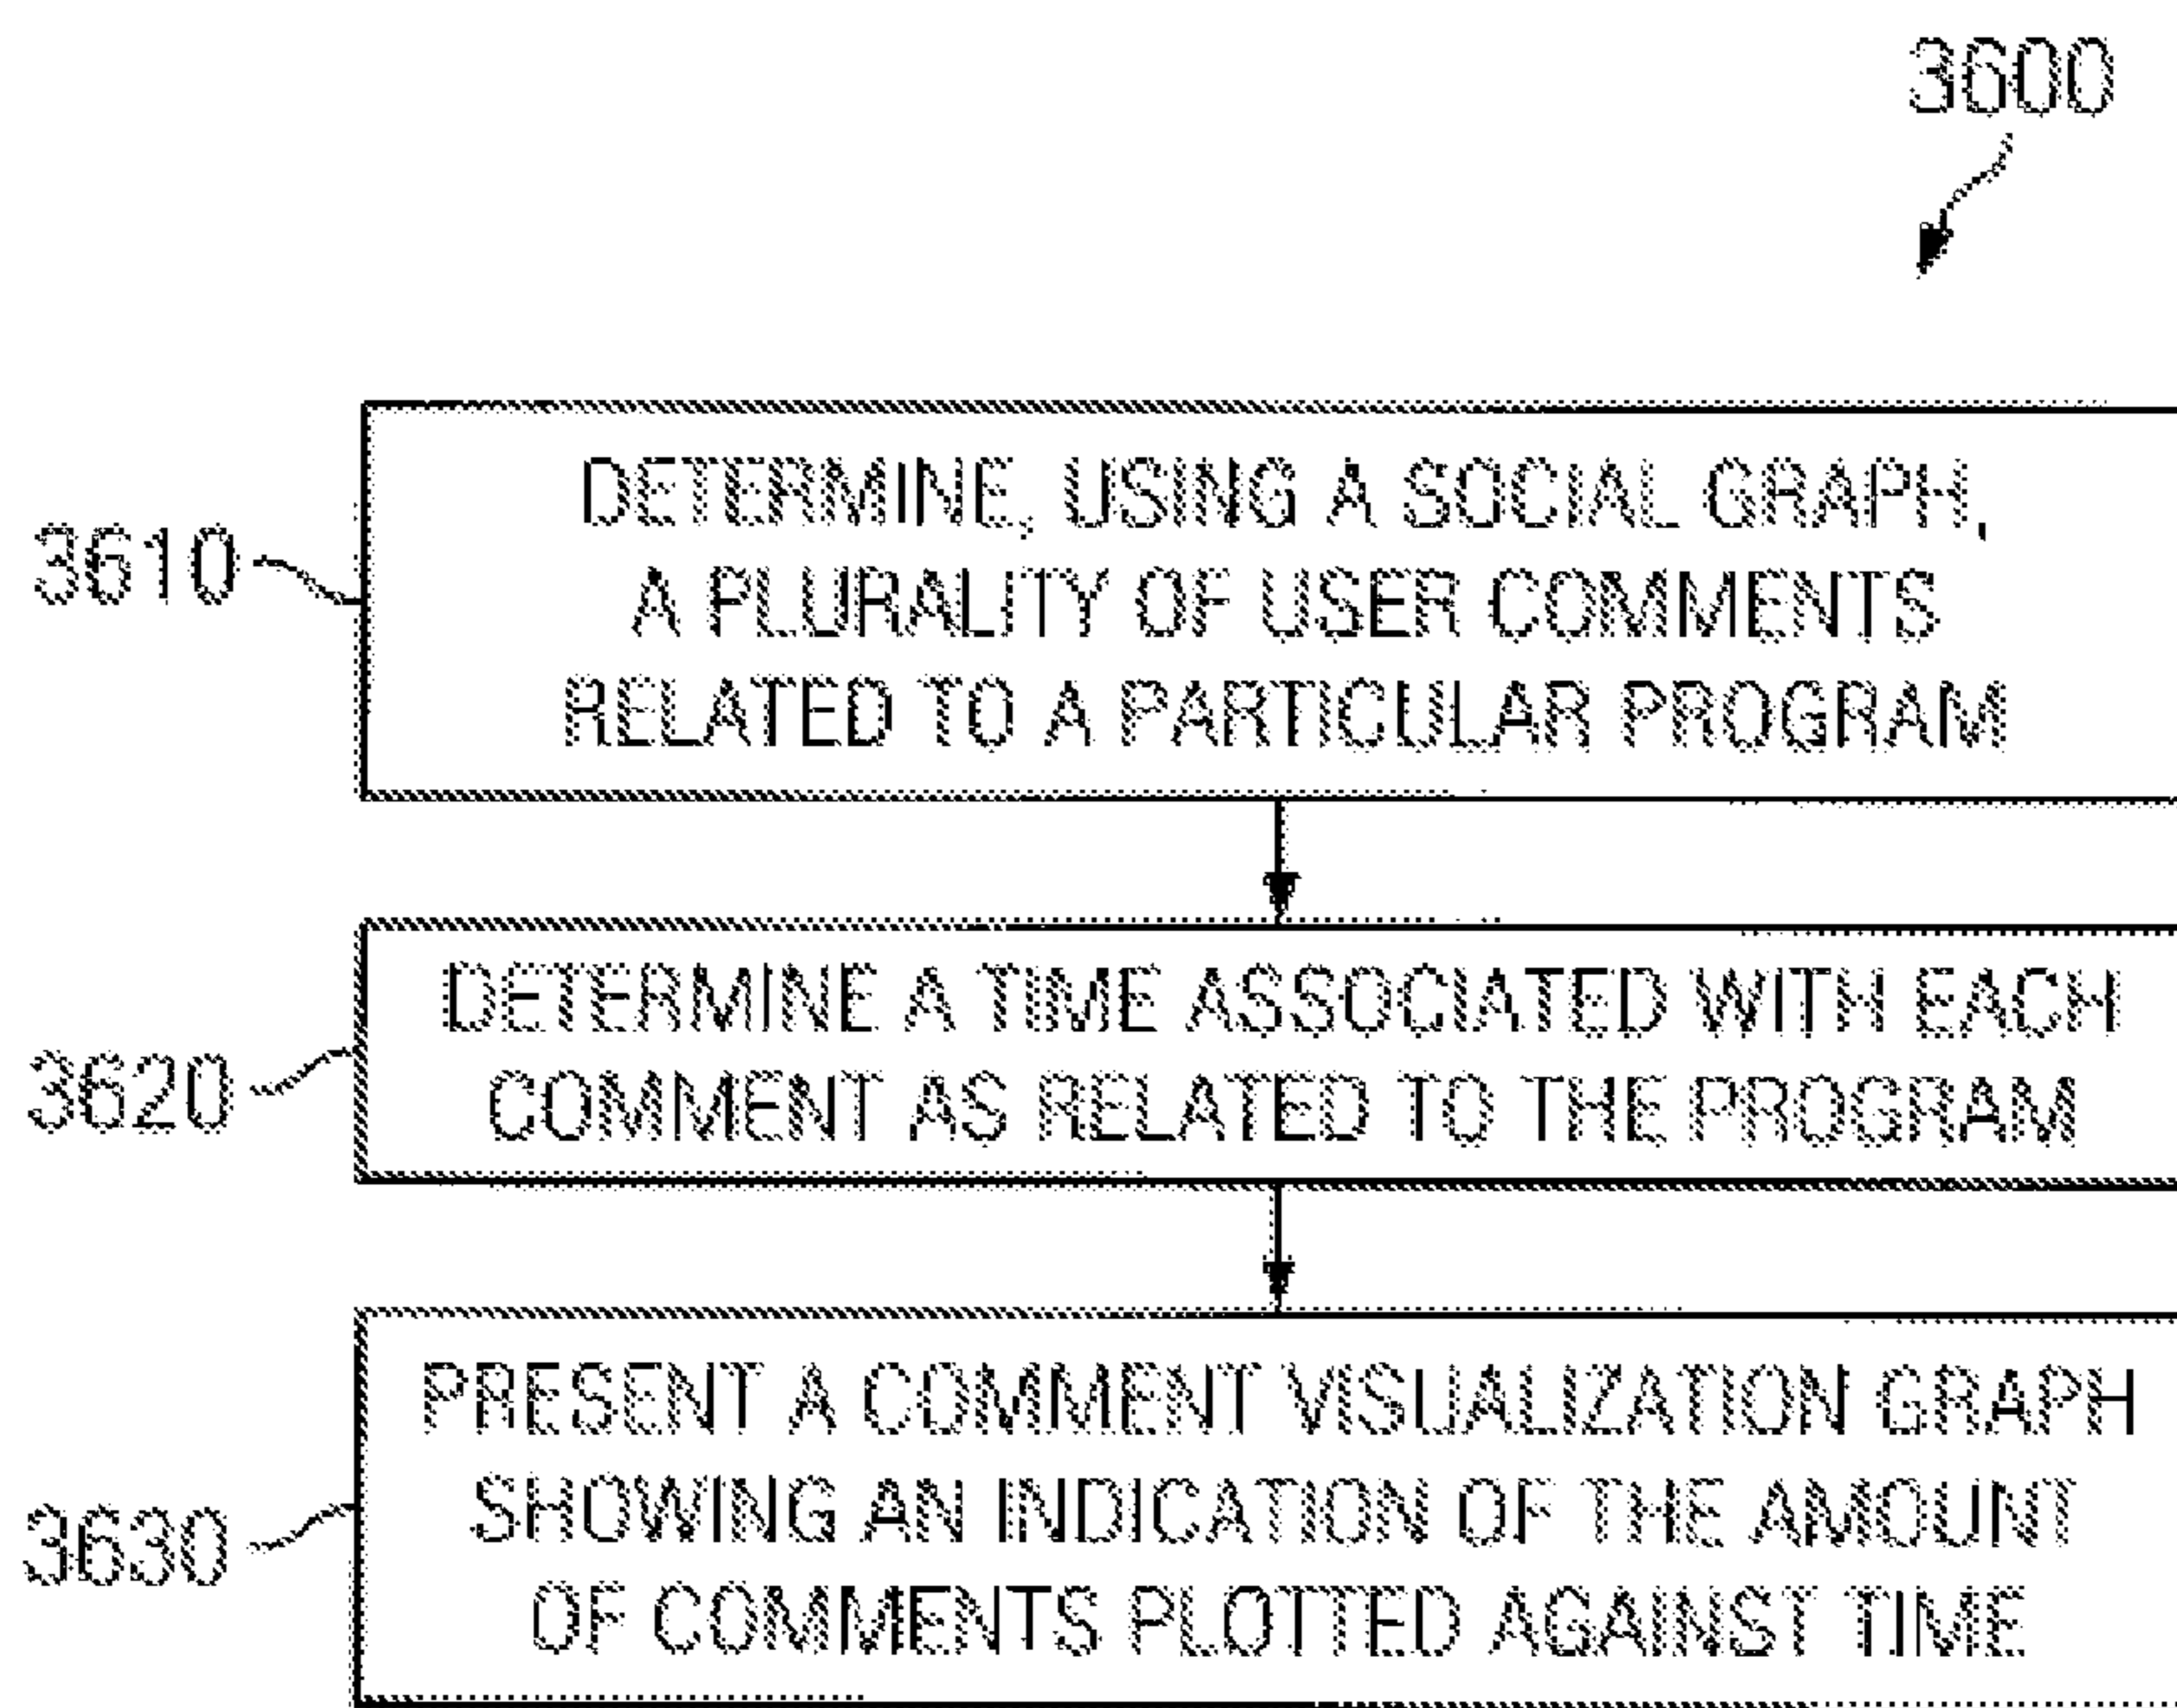 3600
3610
DETERMINE, USING A SOCIAL GRAPH,
A PLURALITY OF USER COMMENTS
RELATED TO A PARTICULAR PROGRAM
3620
DETERMINE A TIME ASSOCIATED WITH EACH
COMMENT AS RELATED TO THE PROGRAM
3630
PRESENT A COMMENT VISUALIZATION GRAPH
SHOWING AN INDICATION OF THE AMOUNT
OF COMMENTS PLOTTED AGAINST TIME